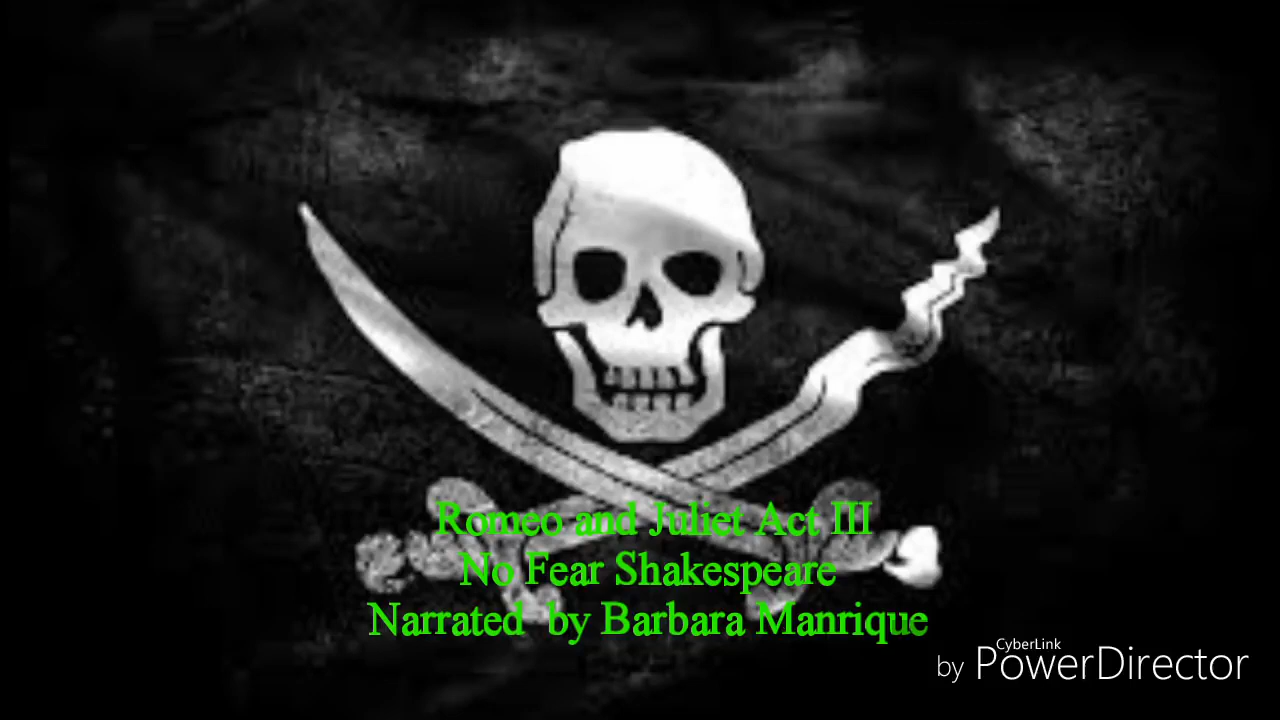 Romeo and Juliet Act III
No Fear Shakespeare
Narrated  by Barbara Manrique
CyberLink
by PowerDirector